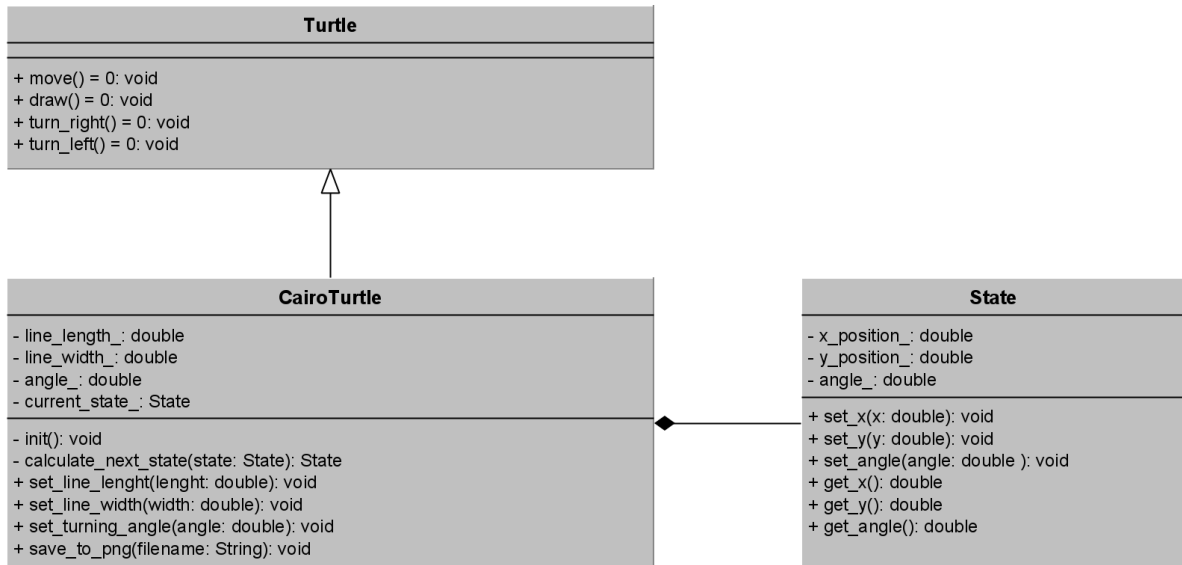 Turtle
+ move() = 0: void
+ draw() = 0: void
+ turn_right() = 0: void
+ turn_left() = 0: void
CairoTurtle
- line_length_: double
- line_width_: double
- angle_: double
- current_state_: State
- init(): void
- calculate_next_state(state: State): State
+ set_line_lenght(lenght: double): void
+ set_line_width(width: double): void
+ set_turning_angle(angle: double): void
+ save_to_png(filename: String): void
State
- x_position_: double
- y_position_: double
- angle_: double
+ set_x(x: double): void
+ set_y(y: double): void
+ set_angle(angle: double ): void
+ get_x(): double
+ get_y(): double
+ get_angle(): double